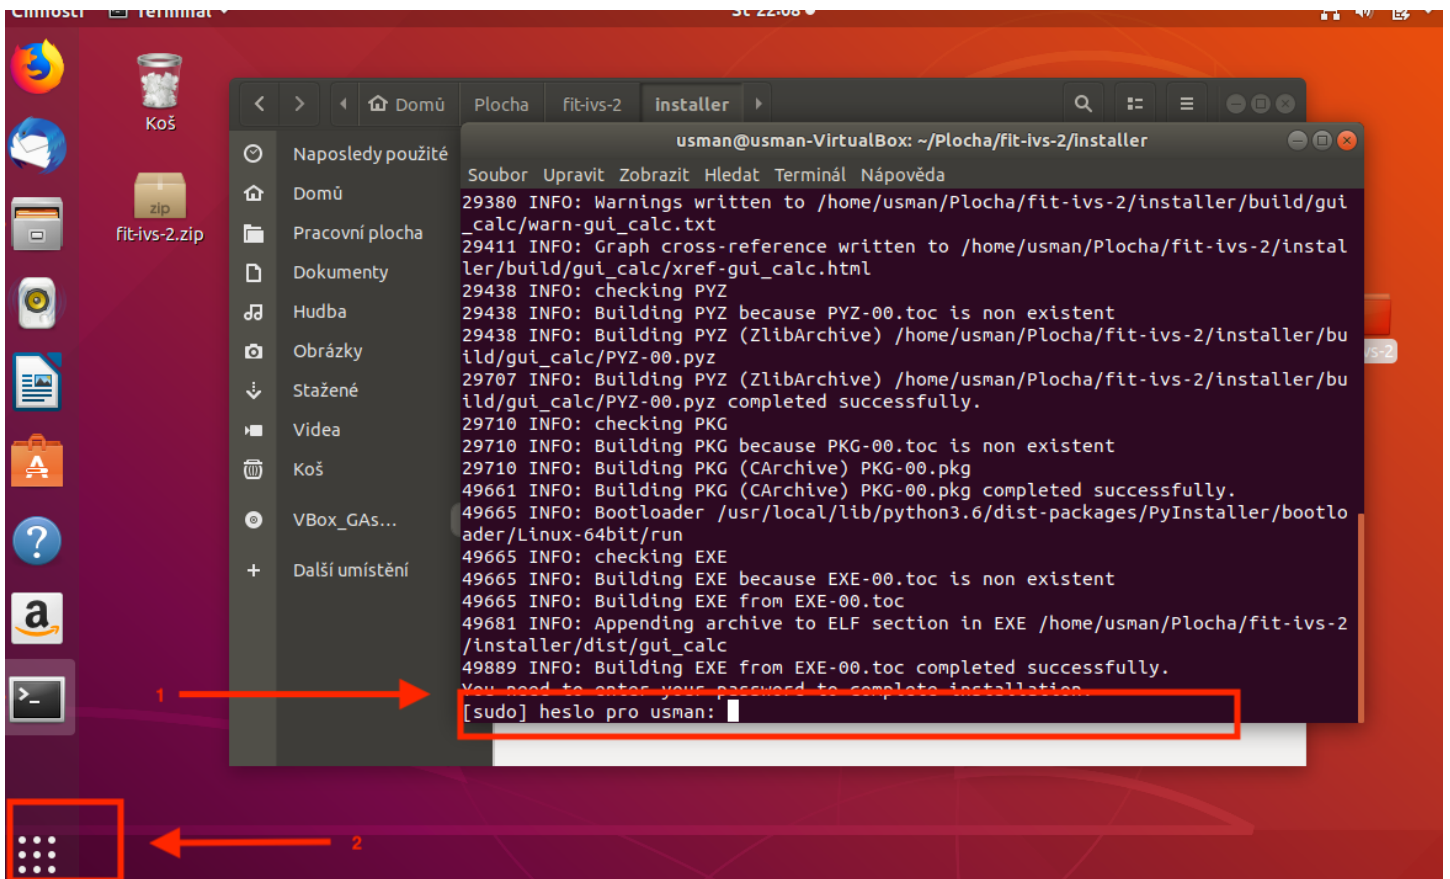 Činnosti Terminál St 22:08
Koš
zip
fit-ivs-2.zip
Domů Plocha fit-ivs-2 installer
Naposledy použité
Domů
Pracovní plocha
Dokumenty
Hudba
Obrázky
Stažené
Videa
Koš
VBox_GAs...
Další umístění
usman@usman-VirtualBox: ~/Plocha/fit-ivs-2/installer
Soubor Upravit Zobrazit Hledat Terminál Nápověda
29380 INFO: Warnings written to /home/usman/Plocha/fit-ivs-2/installer/build/gui
_calc/warn-gui_calc.txt
29411 INFO: Graph cross-reference written to /home/usman/Plocha/fit-ivs-2/instal
ler/build/gui_calc/xref-gui_calc.html
29438 INFO: checking PYZ
29438 INFO: Building PYZ because PYZ-00.toc is non existent
29438 INFO: Building PYZ (ZlibArchive) /home/usman/Plocha/fit-ivs-2/installer/bu
ild/gui_calc/PYZ-00.pyz
29707 INFO: Building PYZ (ZlibArchive) /home/usman/Plocha/fit-ivs-2/installer/bu
ild/gui_calc/PYZ-00.pyz completed successfully.
29710 INFO: checking PKG
29710 INFO: Building PKG because PKG-00.toc is non existent
29710 INFO: Building PKG (CArchive) PKG-00.pkg
49661 INFO: Building PKG (CArchive) PKG-00.pkg completed successfully.
49665 INFO: Bootloader /usr/local/lib/python3.6/dist-packages/PyInstaller/bootlo
ader/Linux-64bit/run
49665 INFO: checking EXE
49665 INFO: Building EXE because EXE-00.toc is non existent
49665 INFO: Building EXE from EXE-00.toc
49681 INFO: Appending archive to ELF section in EXE /home/usman/Plocha/fit-ivs-2
/installer/dist/gui_calc
49889 INFO: Building EXE from EXE-00.toc completed successfully.
You need to enter your password to complete installation.
[sudo] heslo pro usman:
vs-2
1
2